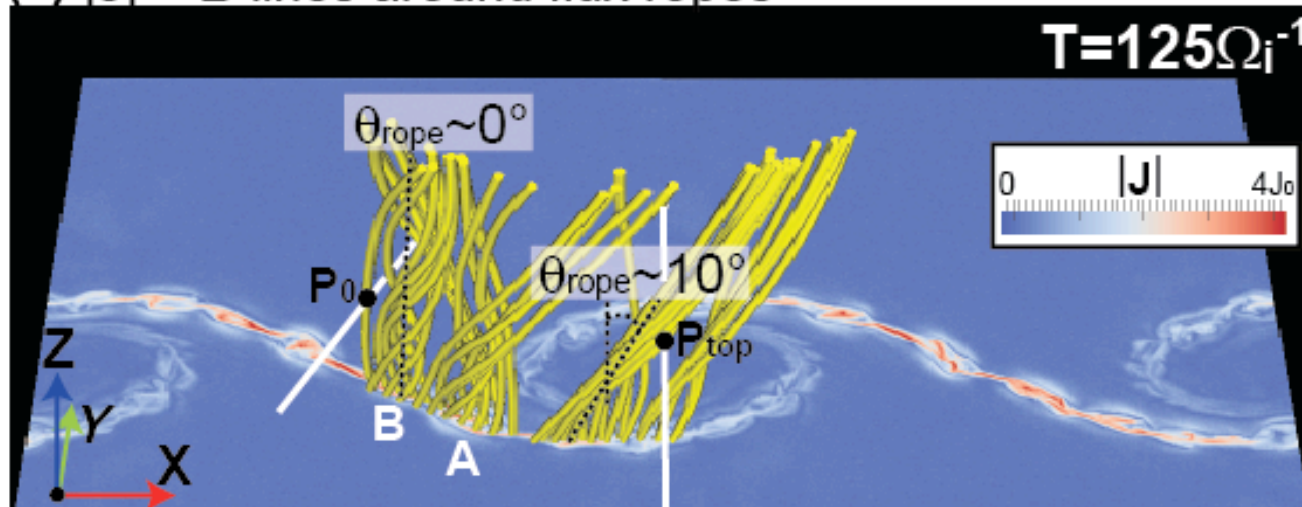 T=125Ωi-1
θrope~0°
0 |J| 4J0
θrope~10°
P0
Ptop
Z
Y
X
B
A